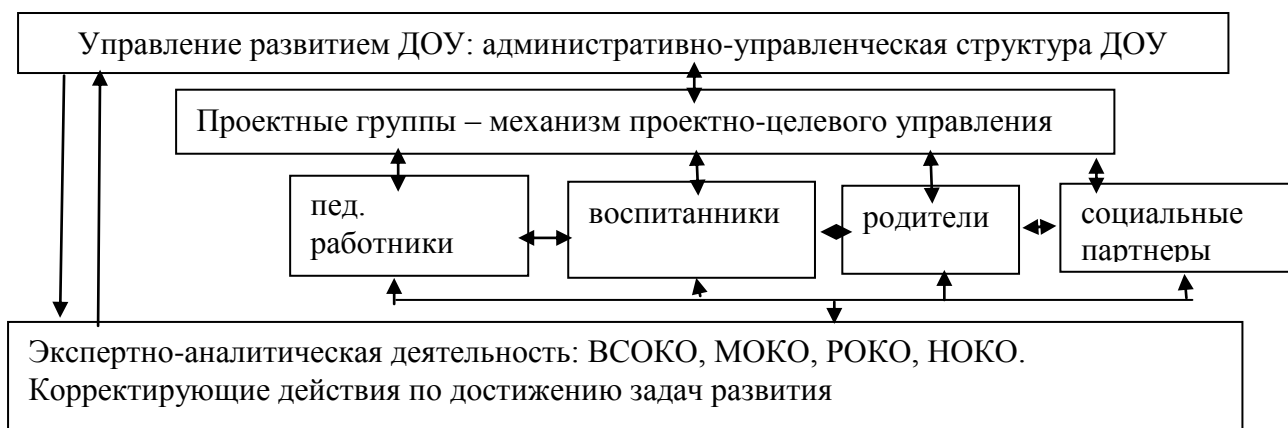 Управление развитием ДОУ: административно-управленческая структура ДОУ
Проектные группы – механизм проектно-целевого управления
пед.
работники
воспитанники
родители
социальные
партнеры
Экспертно-аналитическая деятельность: ВСОКО, МОКО, РОКО, НОКО.
Корректирующие действия по достижению задач развития